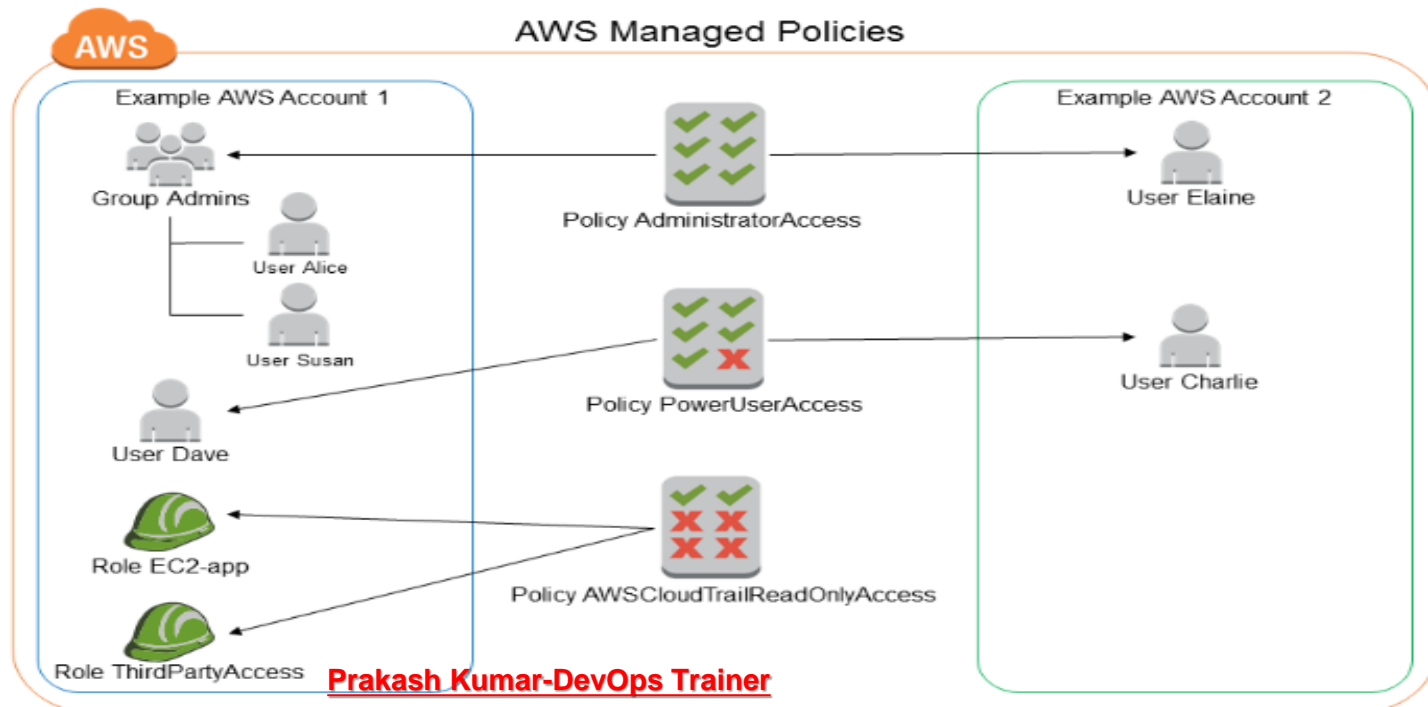 AWS
AWS Managed Policies
Example AWS Account 1
Group Admins
User Alice
User Susan
User Dave
Role EC2-app
Role ThirdPartyAccess
Policy AdministratorAccess
Policy PowerUserAccess
Policy AWSCloudTrailReadOnlyAccess
Example AWS Account 2
User Elaine
User Charlie
Prakash Kumar-DevOps Trainer